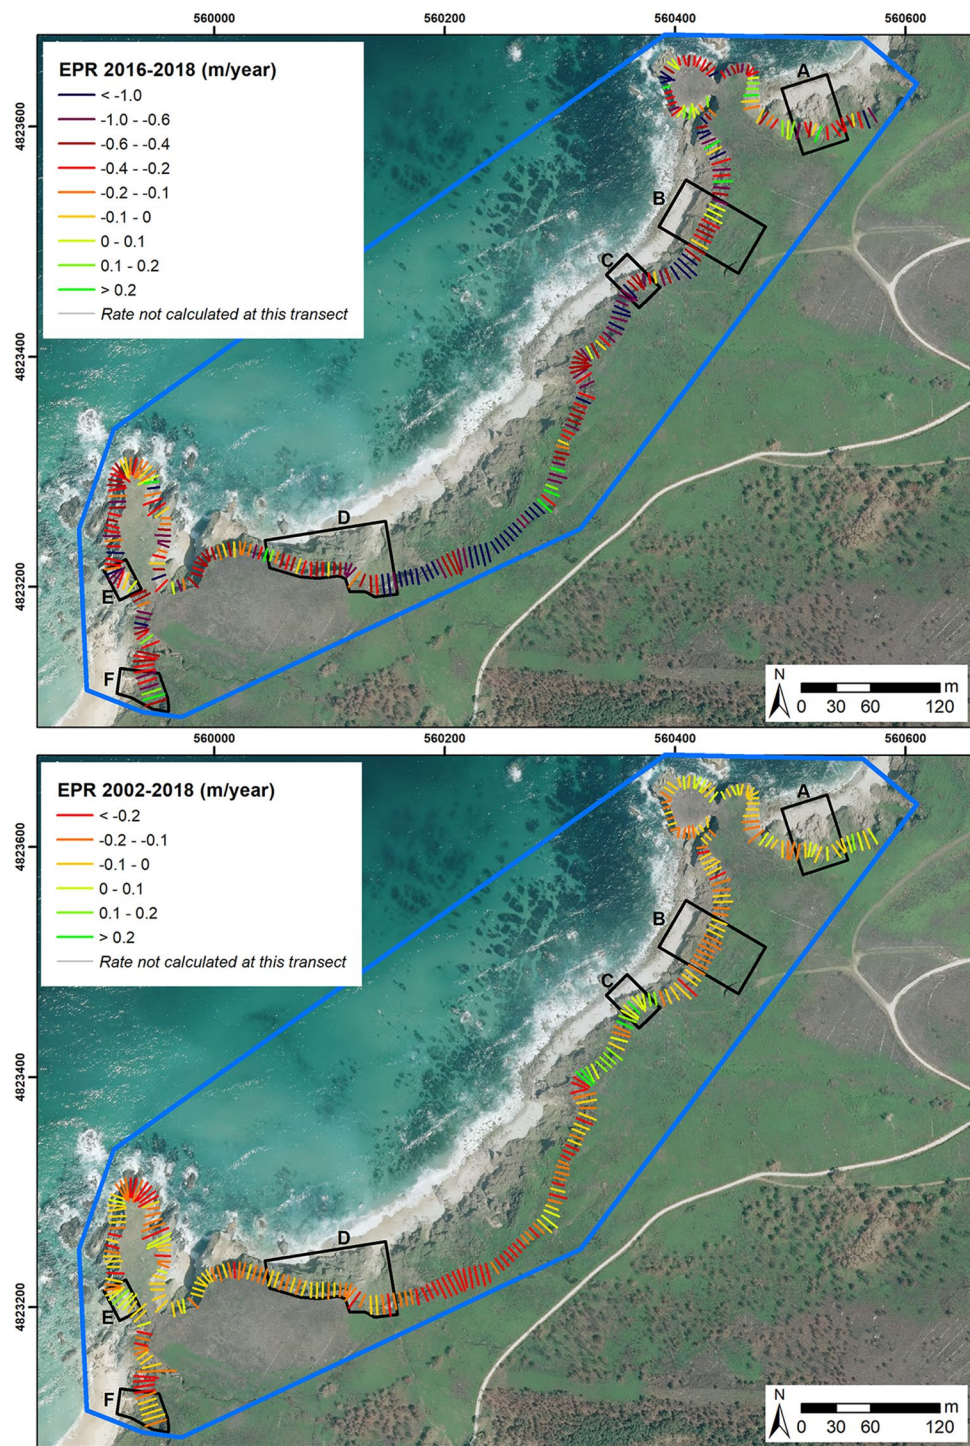 560000 560200 560400 560600
EPR 2016-2018 (m/year)
< -1.0
-1.0 - -0.6
-0.6 - -0.4
-0.4 - -0.2
-0.2 - -0.1
-0.1 - 0
0 - 0.1
0.1 - 0.2
> 0.2
Rate not calculated at this transect
4823600
4823400
4823200
A
B
C
D
E
F
N
0 30 60 120 m
560000 560200 560400 560600
EPR 2002-2018 (m/year)
< -0.2
-0.2 - -0.1
-0.1 - 0
0 - 0.1
0.1 - 0.2
> 0.2
Rate not calculated at this transect
4823600
4823400
4823200
A
B
C
D
E
F
N
0 30 60 120 m